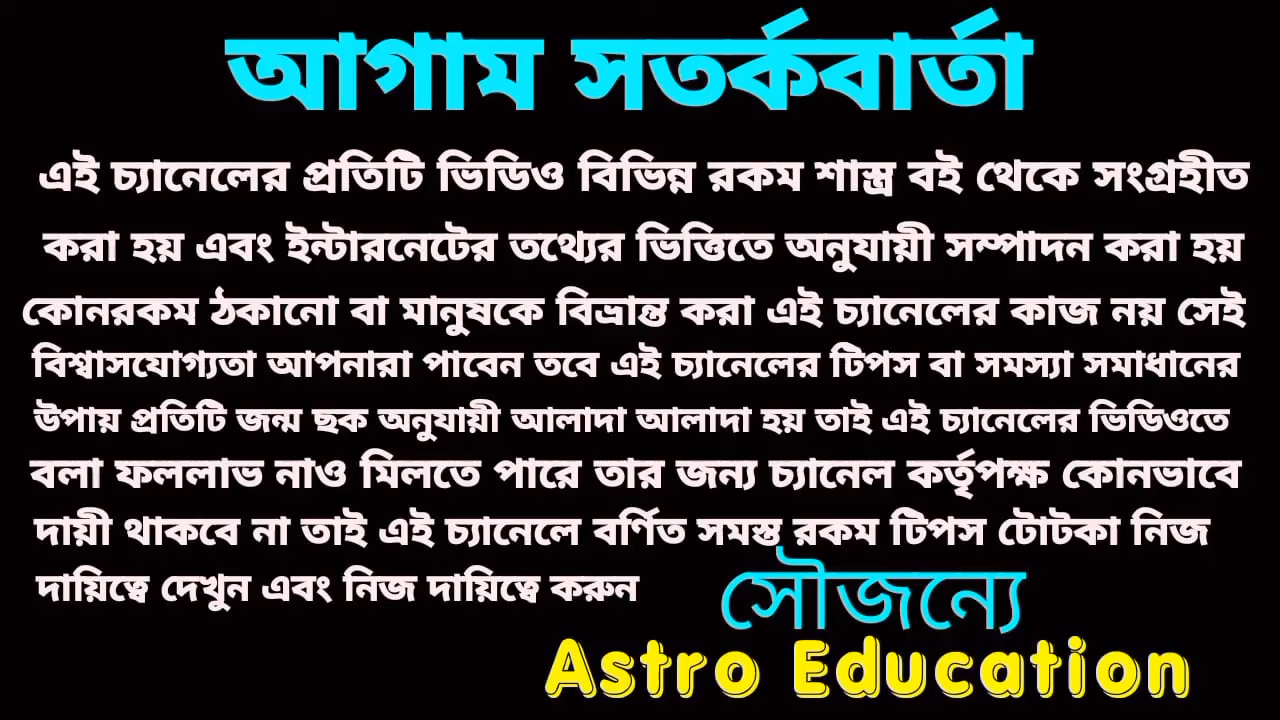 আগাম সতর্কবার্তা
এই চ্যানেলের প্রতিটি ভিডিও বিভিন্ন রকম শাস্ত্র বই থেকে সংগ্রহীত
করা হয় এবং ইন্টারনেটের তথ্যের ভিত্তিতে অনুযায়ী সম্পাদন করা হয়
কোনরকম ঠকানো বা মানুষকে বিভ্রান্ত করা এই চ্যানেলের কাজ নয় সেই
বিশ্বাসযোগ্যতা আপনারা পাবেন তবে এই চ্যানেলের টিপস বা সমস্যা সমাধানের
উপায় প্রতিটি জন্ম ছক অনুযায়ী আলাদা আলাদা হয় তাই এই চ্যানেলের ভিডিওতে
বলা ফললাভ নাও মিলতে পারে তার জন্য চ্যানেল কর্তৃপক্ষ কোনভাবে
দায়ী থাকবে না তাই এই চ্যানেলে বর্ণিত সমস্ত রকম টিপস টোটকা নিজ
দায়িত্বে দেখুন এবং নিজ দায়িত্বে করুন
সৌজন্যে
Astro Education